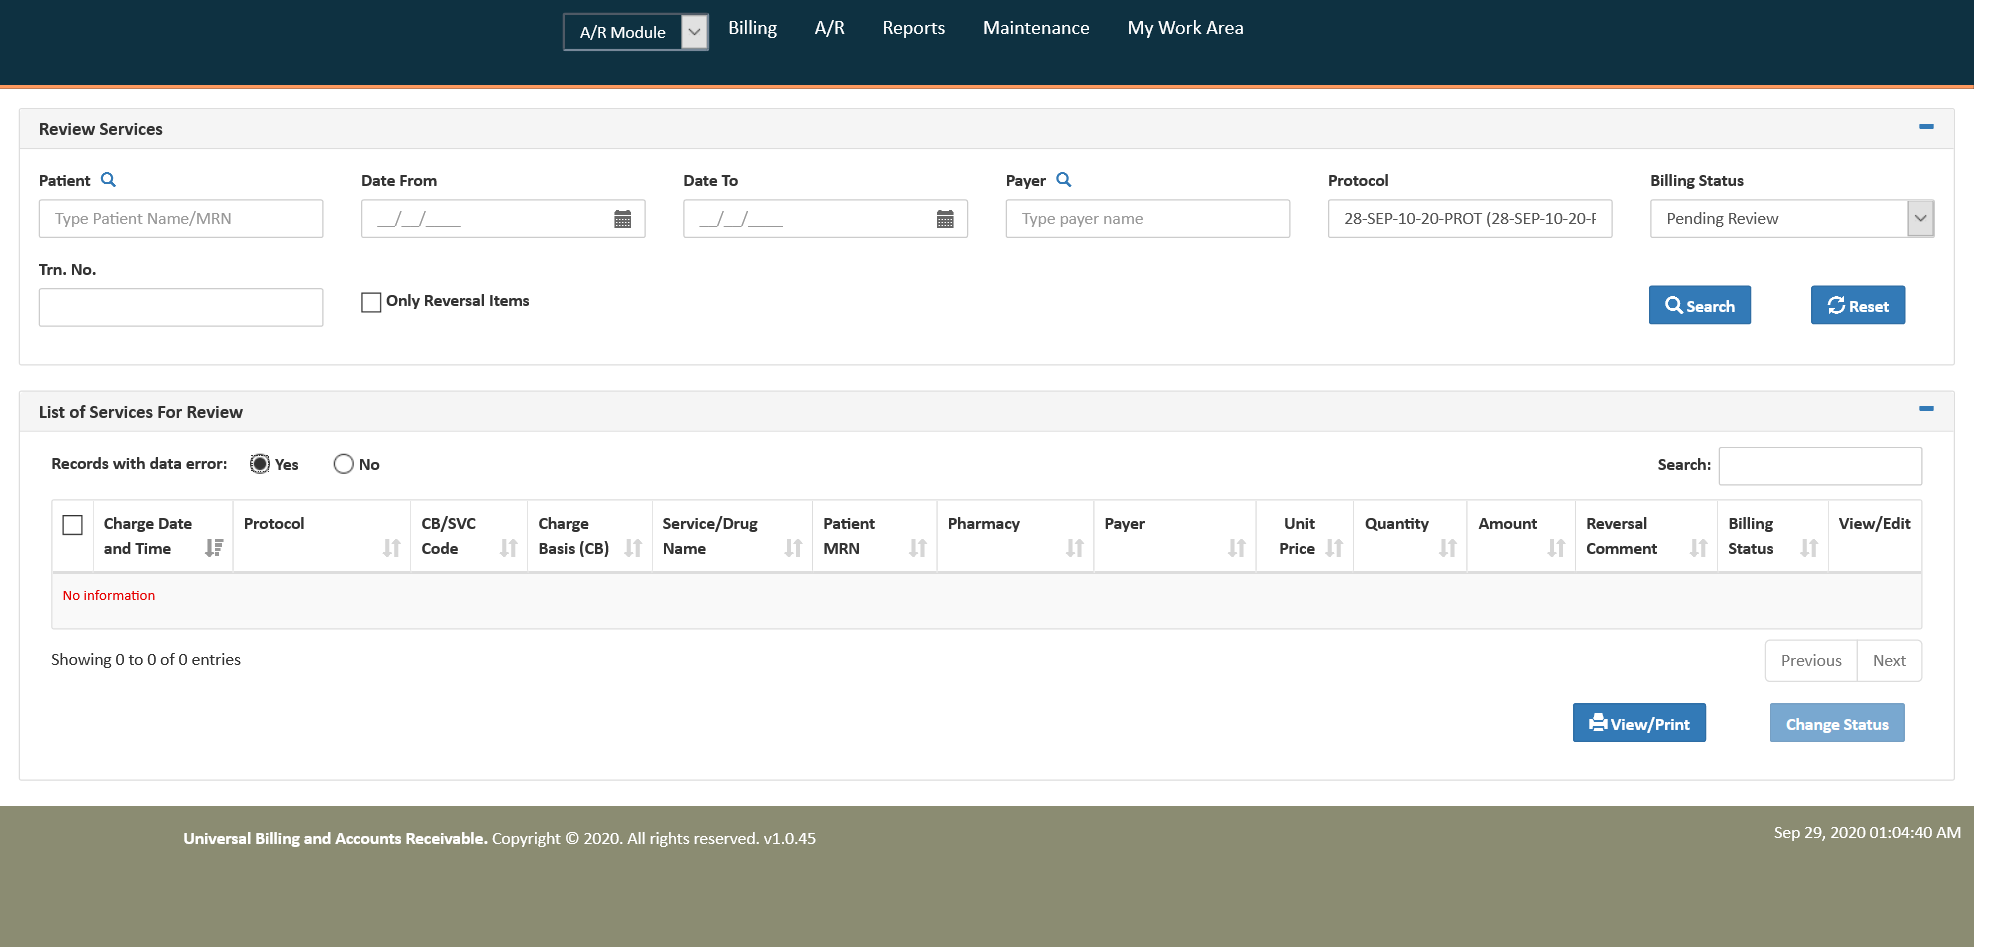 A/R Module Billing A/R Reports Maintenance My Work Area
Review Services
Patient Date From Date To Payer Protocol Billing Status
Type Patient Name/MRN __/__/____ __/__/____ Type payer name 28-SEP-10-20-PROT (28-SEP-10-20-F Pending Review
Trn. No.
Only Reversal Items Search Reset
List of Services For Review
Records with data error: Yes No Search:
Charge Date Protocol CB/SVC Charge Service/Drug Patient Pharmacy Payer Unit Quantity Amount Reversal Billing View/Edit
and Time Code Basis (CB) Name MRN Price Comment Status
No information
Showing 0 to 0 of 0 entries Previous Next
View/Print Change Status
Universal Billing and Accounts Receivable. Copyright © 2020. All rights reserved. v1.0.45 Sep 29, 2020 01:04:40 AM